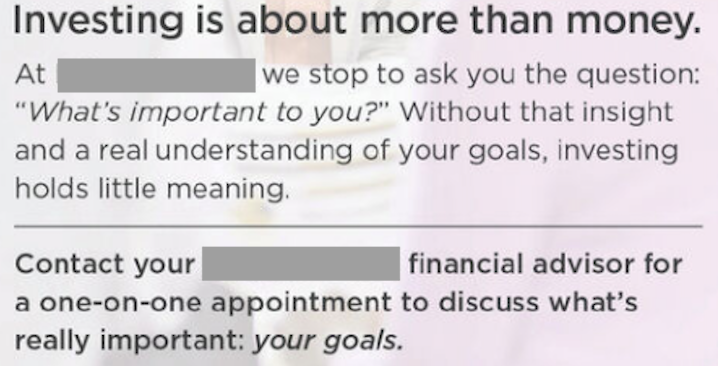 Investing is about more than money.
At we stop to ask you the question:
“What’s important to you?” Without that insight
and a real understanding of your goals, investing
holds little meaning.
Contact your financial advisor for
a one-on-one appointment to discuss what’s
really important: your goals.